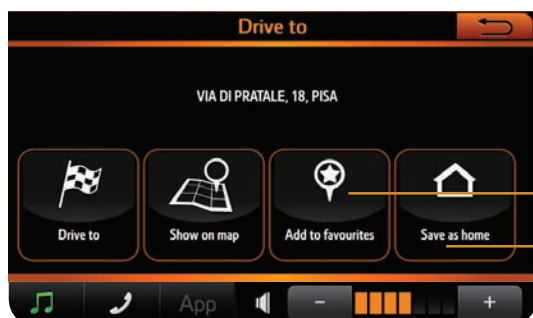 Drive to
VIA DI PRATALE, 18, PISA
Drive to Show on map Add to favourites Save as home
App - +